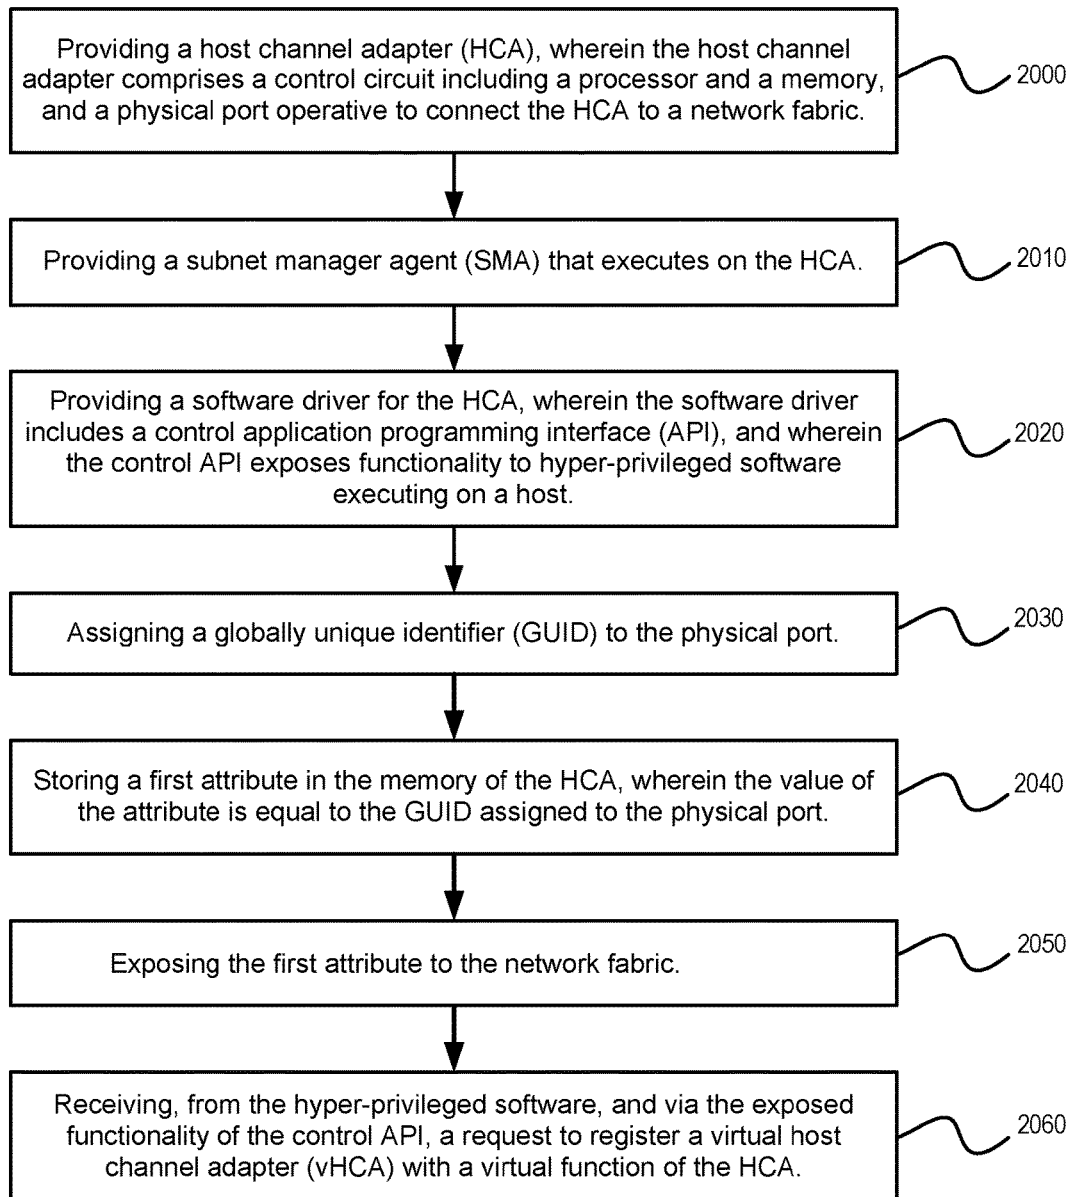 Providing a host channel adapter (HCA), wherein the host channel
adapter comprises a control circuit including a processor and a memory,
and a physical port operative to connect the HCA to a network fabric.
2000
Providing a subnet manager agent (SMA) that executes on the HCA.
2010
Providing a software driver for the HCA, wherein the software driver
includes a control application programming interface (API), and wherein
the control API exposes functionality to hyper-privileged software
executing on a host.
2020
Assigning a globally unique identifier (GUID) to the physical port.
2030
Storing a first attribute in the memory of the HCA, wherein the value of
the attribute is equal to the GUID assigned to the physical port.
2040
Exposing the first attribute to the network fabric.
2050
Receiving, from the hyper-privileged software, and via the exposed
functionality of the control API, a request to register a virtual host
channel adapter (vHCA) with a virtual function of the HCA.
2060